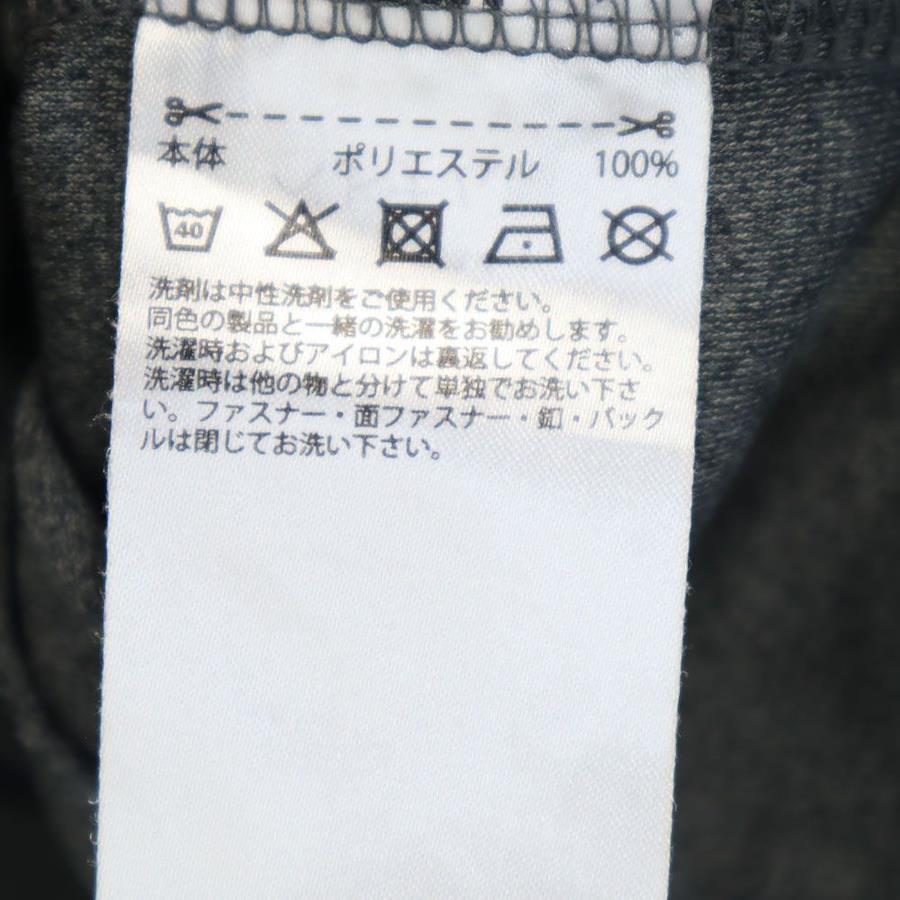 本体 ポリエステル 100%
40
洗剤は中性洗剤をご使用ください。
同色の製品と一緒の洗濯をお勧めします。
洗濯時およびアイロンは裏返してください。
洗濯時は他の物と分けて単独でお洗い下さ
い。ファスナー・面ファスナー・釦・バック
ルは閉じてお洗い下さい。